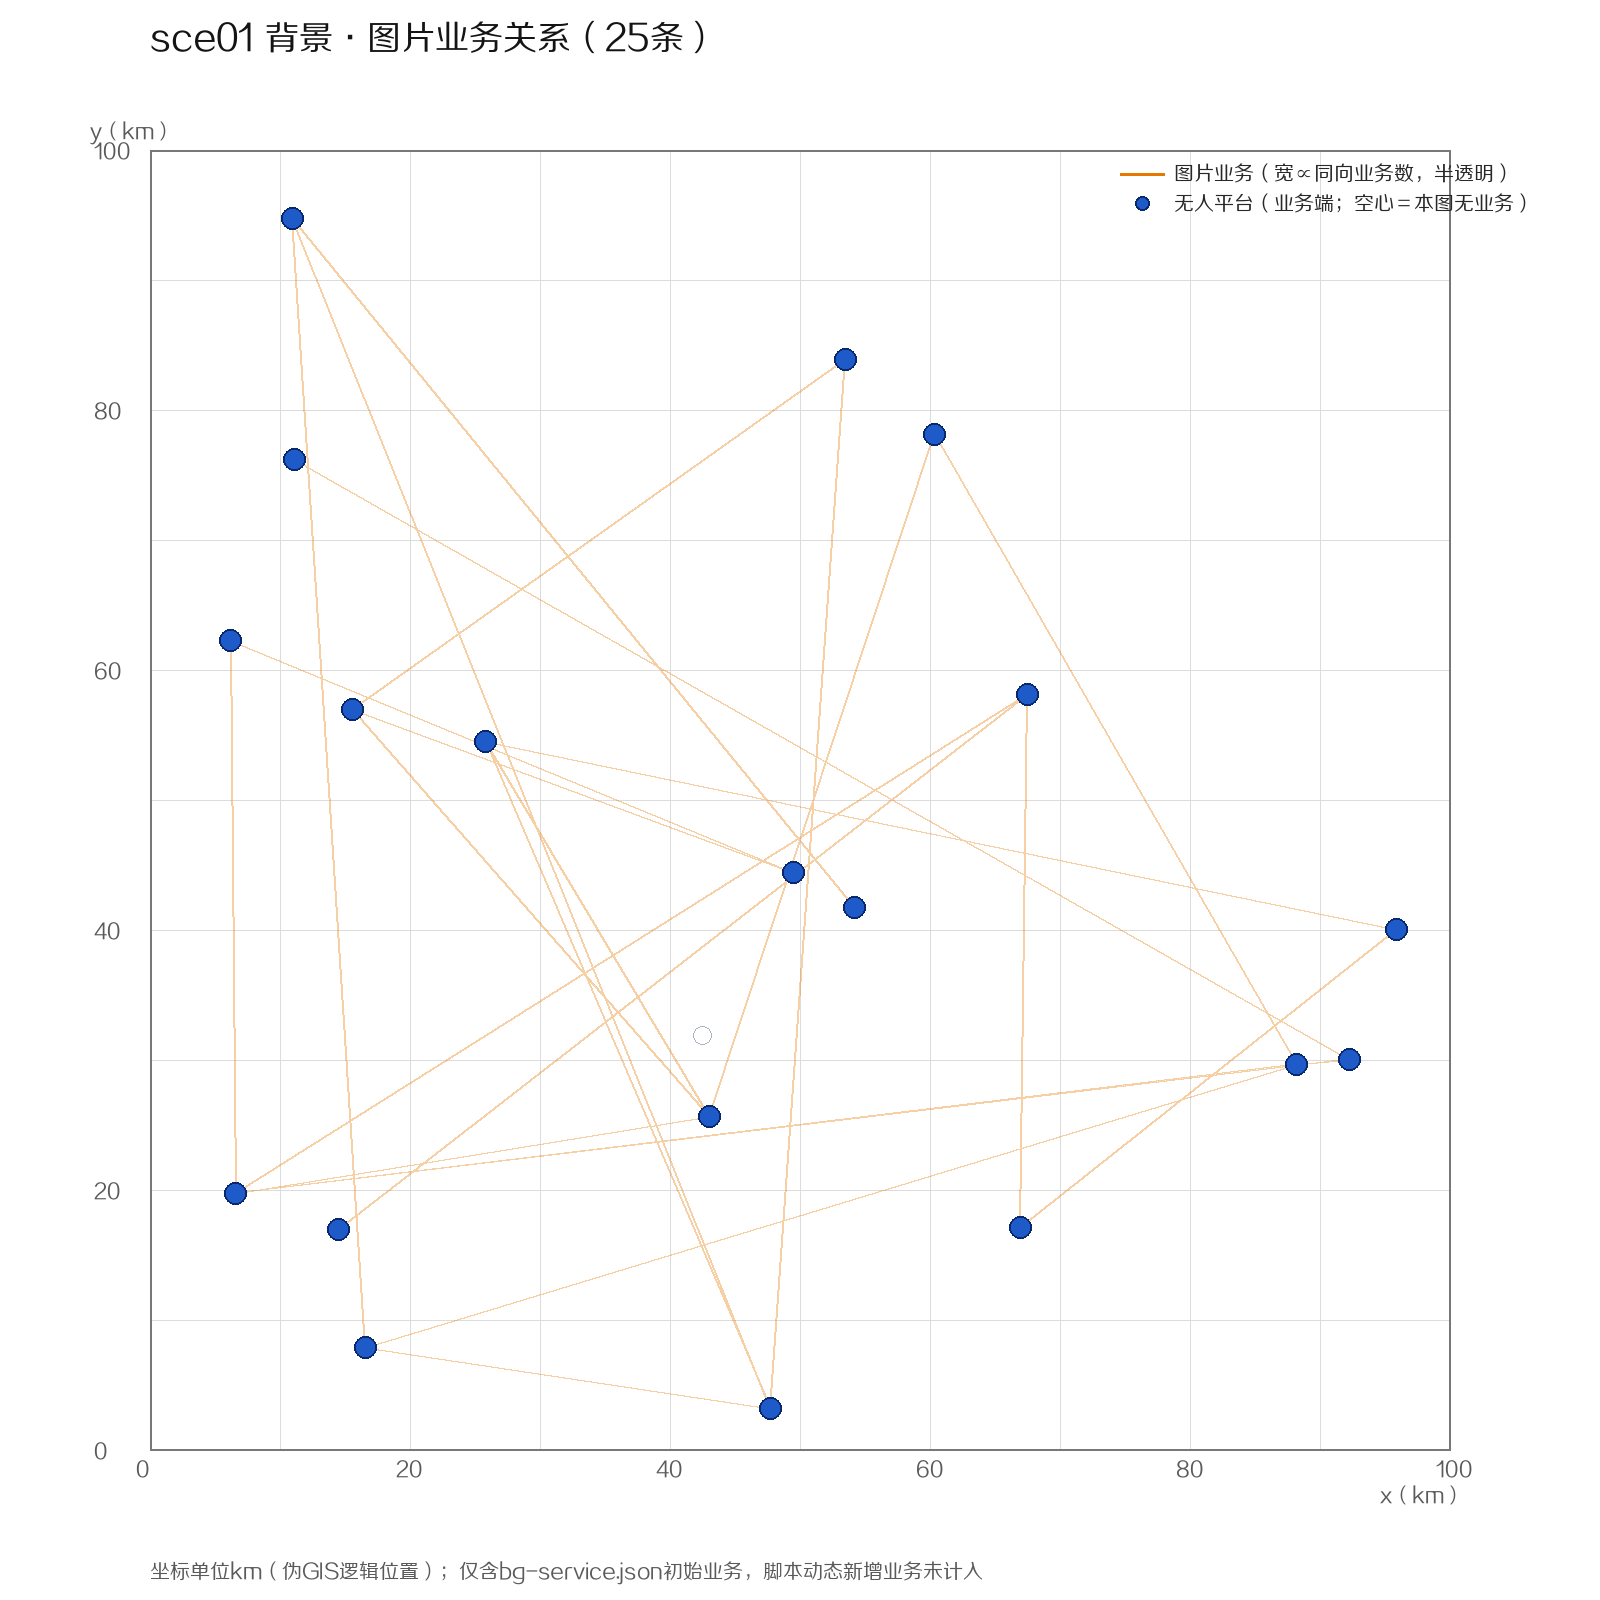 sce01 背景·图片业务关系（25条）
y（km）
100
图片业务（宽∝同向业务数，半透明）
无人平台（业务端；空心＝本图无业务）
80
60
40
20
0
0 20 40 60 80 100
x（km）
坐标单位km（伪GIS逻辑位置）；仅含bg-service.json初始业务，脚本动态新增业务未计入